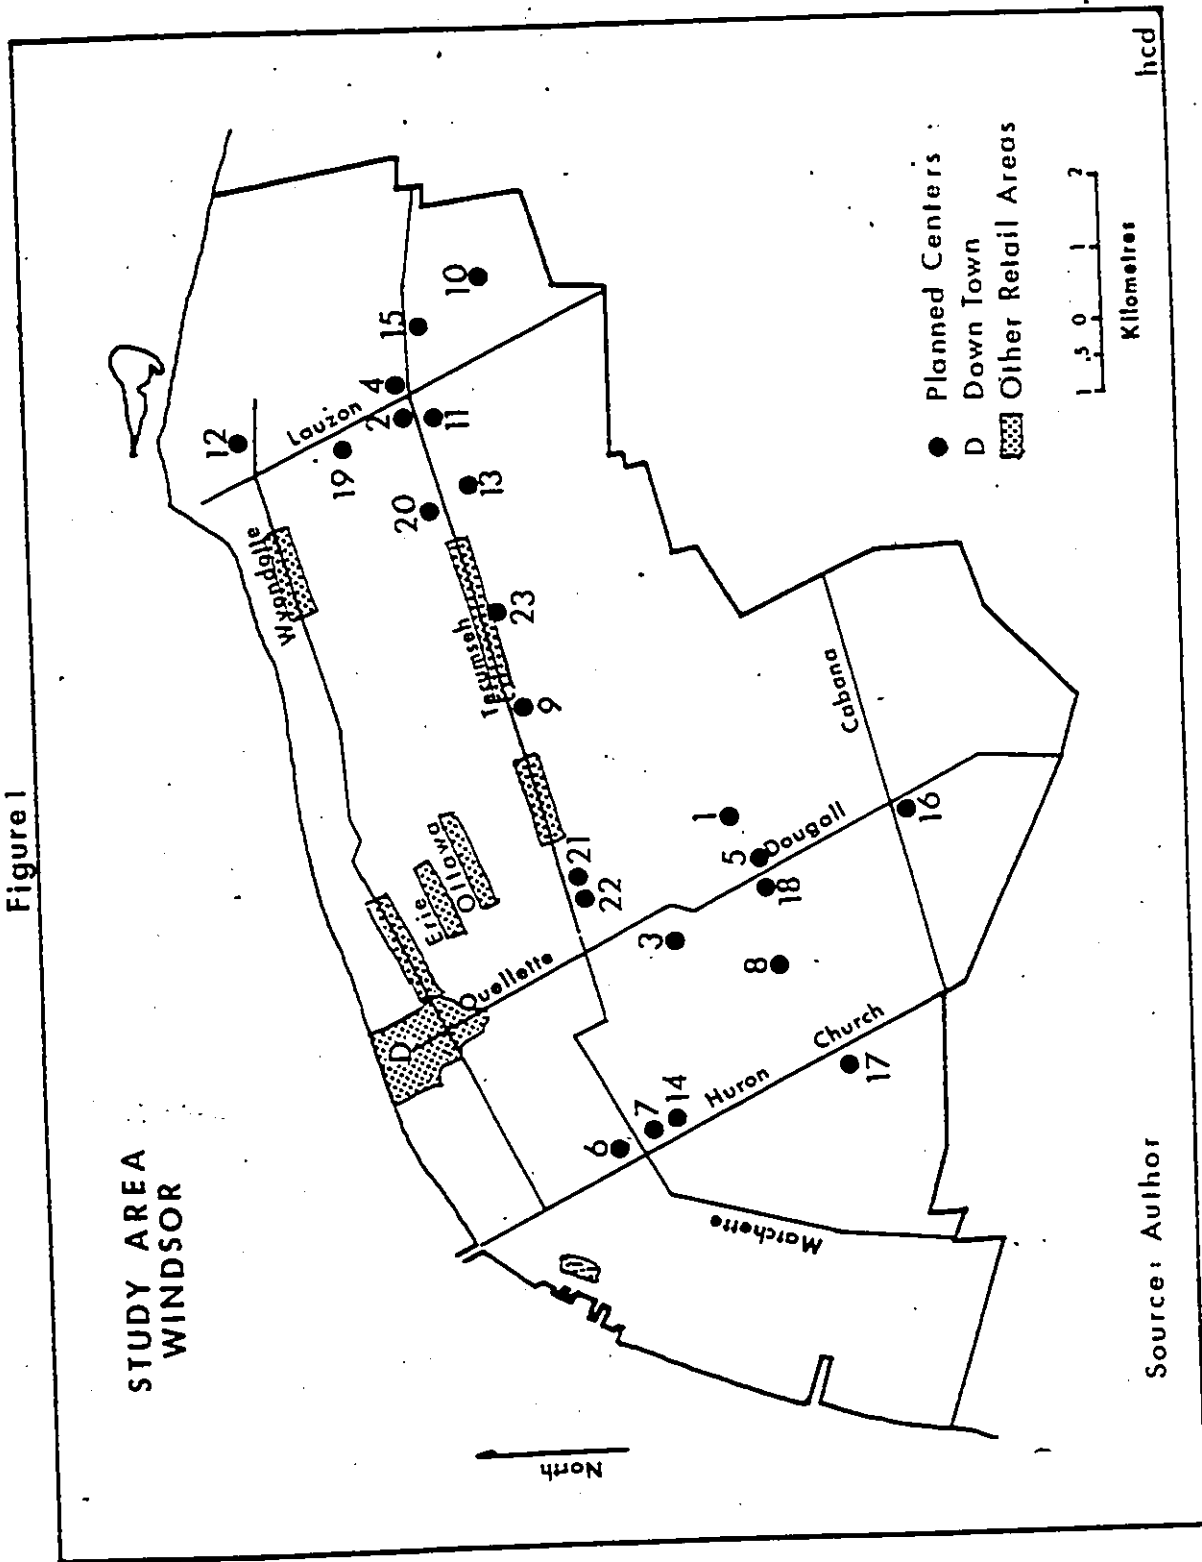 Figure 1
STUDY AREA
WINDSOR
North
12
Lauzon
Wyandotte
19
2
4
15
10
11
20
13
Tecumseh
23
9
D
Ouellette
Erie
Ottawa
21
22
3
1
5
18
Dougall
8
Cabana
16
6
7
14
Huron
Church
17
Matchette
Planned Centers :
D Down Town
Other Retail Areas
1 .5 0 1 2
Kilometres
Source: Author
hcd